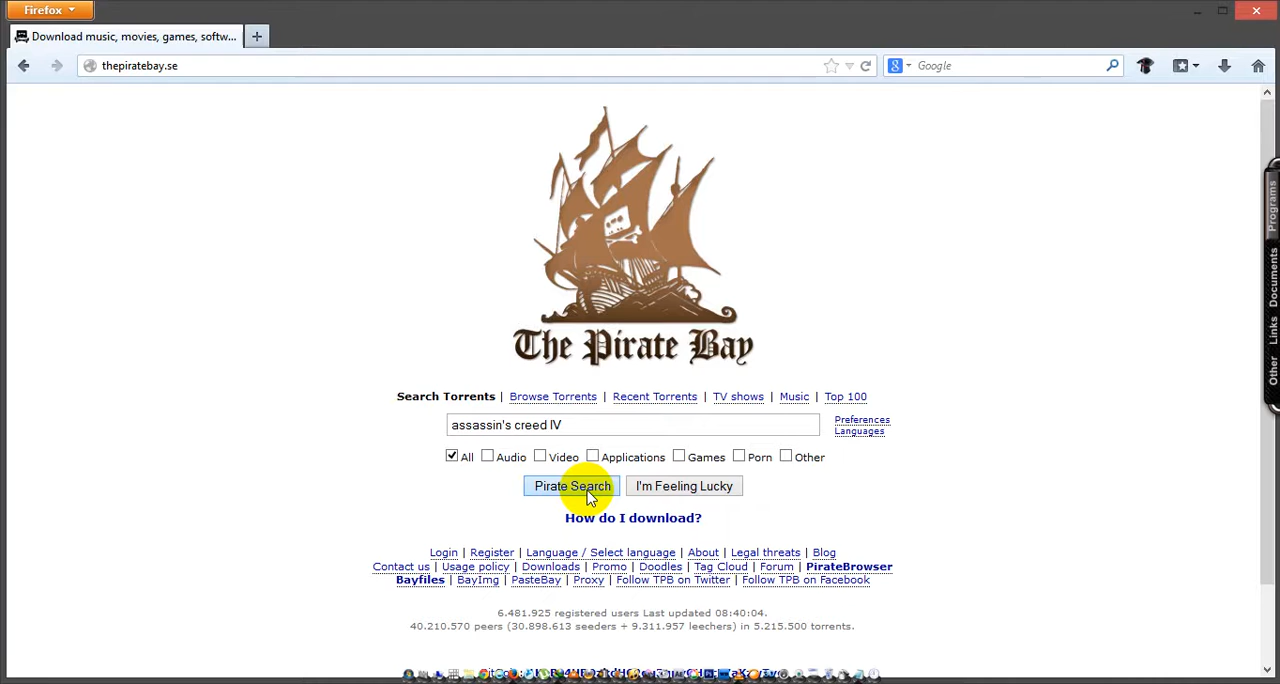 Firefox
Download music, movies, games, softw...
thepiratebay.se
Google
The Pirate Bay
Search Torrents | Browse Torrents | Recent Torrents | TV shows | Music | Top 100
assassin's creed IV
Preferences
Languages
All Audio Video Applications Games Porn Other
Pirate Search I'm Feeling Lucky
How do I download?
Login | Register | Language / Select language | About | Legal threats | Blog
Contact us | Usage policy | Downloads | Promo | Doodles | Tag Cloud | Forum | PirateBrowser
Bayfiles | BayImg | PasteBay | Proxy | Follow TPB on Twitter | Follow TPB on Facebook
6.481.925 registered users Last updated 08:40:04.
40.210.570 peers (30.898.613 seeders + 9.311.957 leechers) in 5.215.500 torrents.
Programs
Documents
Links
Other